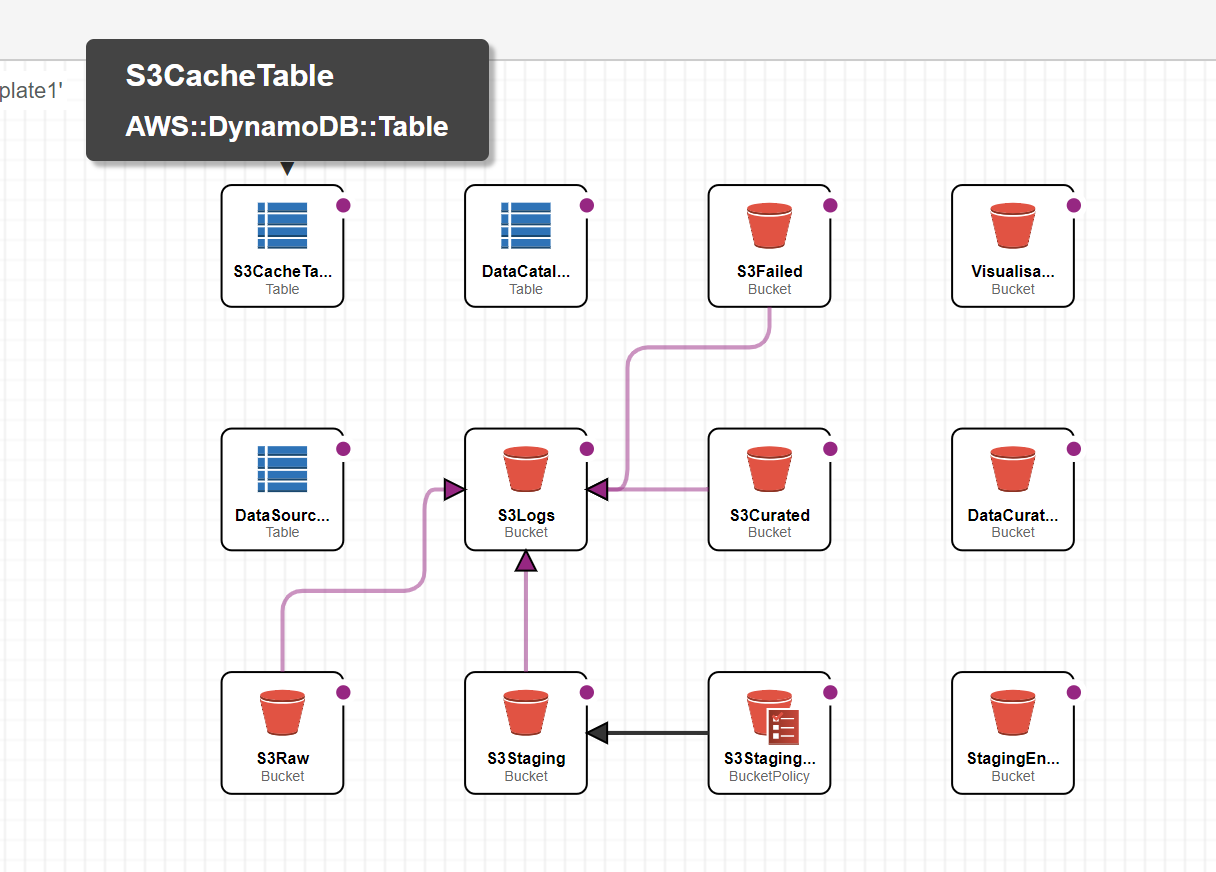 S3CacheTable
AWS::DynamoDB::Table
plate1'
S3CacheTa...
Table
DataCatal...
Table
S3Failed
Bucket
Visualisa...
Bucket
DataSourc...
Table
S3Logs
Bucket
S3Curated
Bucket
DataCurat...
Bucket
S3Raw
Bucket
S3Staging
Bucket
S3Staging...
BucketPolicy
StagingEn...
Bucket